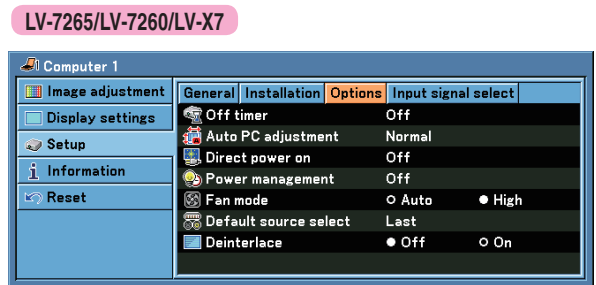 LV-7265/LV-7260/LV-X7
Computer 1
Image adjustment
Display settings
Setup
Information
Reset
General Installation Options Input signal select
Off timer Off
Auto PC adjustment Normal
Direct power on Off
Power management Off
Fan mode Auto High
Default source select Last
Deinterlace Off On